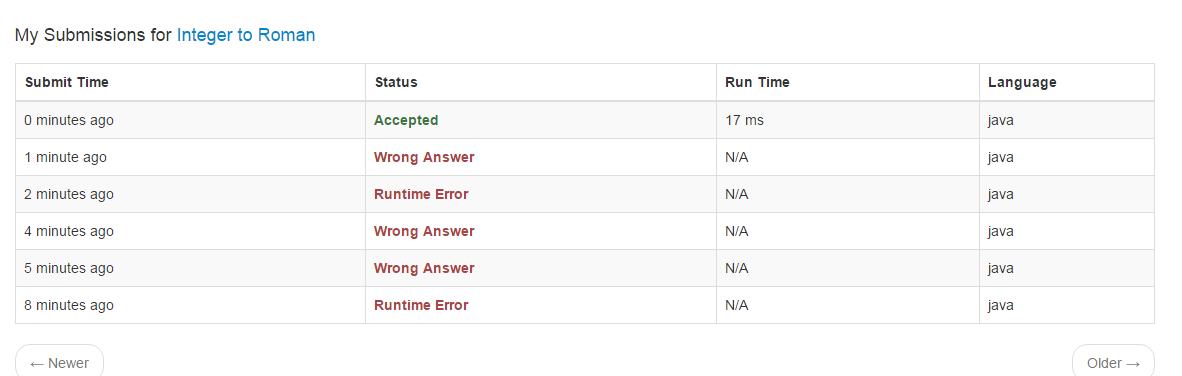 My Submissions for Integer to Roman
Submit Time Status Run Time Language
0 minutes ago Accepted 17 ms java
1 minute ago Wrong Answer N/A java
2 minutes ago Runtime Error N/A java
4 minutes ago Wrong Answer N/A java
5 minutes ago Wrong Answer N/A java
8 minutes ago Runtime Error N/A java
← Newer Older →